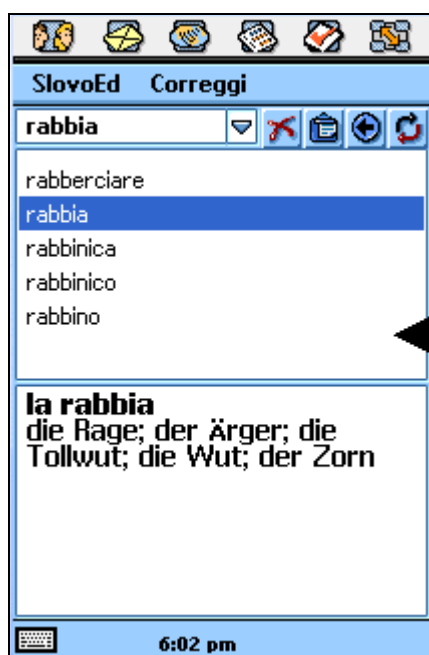 SlovoEd Correggi
rabbia
rabberciare
rabbia
rabbinica
rabbinico
rabbino
la rabbia
die Rage; der Ärger; die
Tollwut; die Wut; der Zorn
6:02 pm